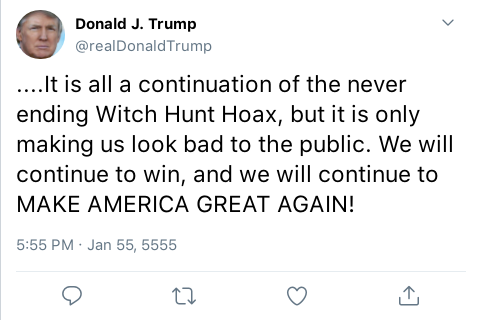 Donald J. Trump
@realDonaldTrump
....It is all a continuation of the never
ending Witch Hunt Hoax, but it is only
making us look bad to the public. We will
continue to win, and we will continue to
MAKE AMERICA GREAT AGAIN!
5:55 PM · Jan 55, 5555